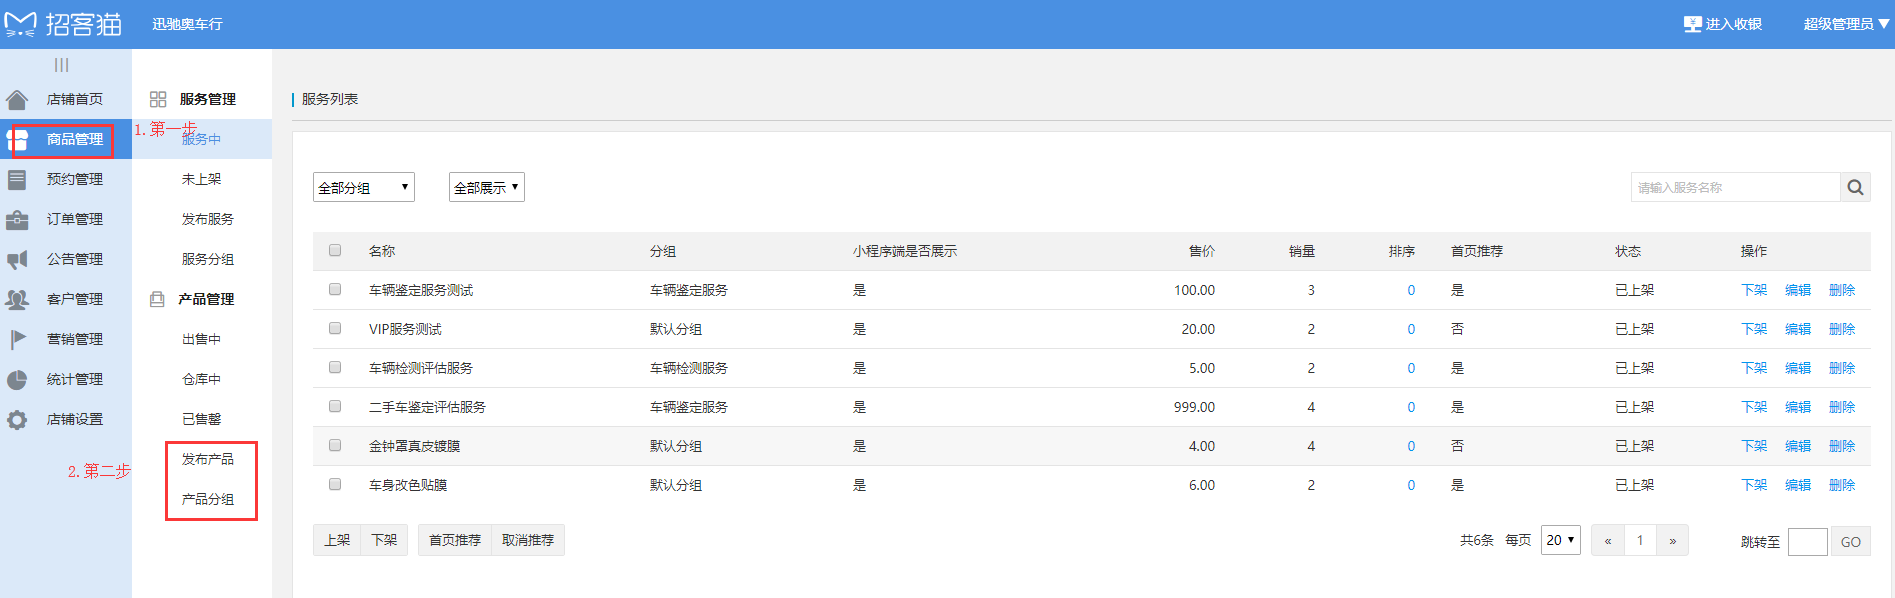 招客猫 迅驰奥车行 进入收银 超级管理员
店铺首页
商品管理
预约管理
订单管理
公告管理
客户管理
营销管理
统计管理
店铺设置
1.第一步
2.第二步
服务管理
服务中
未上架
发布服务
服务分组
产品管理
出售中
仓库中
已售罄
发布产品
产品分组
服务列表
全部分组 全部展示 请输入服务名称
名称 分组 小程序端是否展示 售价 销量 排序 首页推荐 状态 操作
车辆鉴定服务测试 车辆鉴定服务 是 100.00 3 0 是 已上架 下架 编辑 删除
VIP服务测试 默认分组 是 20.00 2 0 否 已上架 下架 编辑 删除
车辆检测评估服务 车辆检测服务 是 5.00 2 0 是 已上架 下架 编辑 删除
二手车鉴定评估服务 车辆鉴定服务 是 999.00 4 0 是 已上架 下架 编辑 删除
金钟罩真皮镀膜 默认分组 是 4.00 4 0 否 已上架 下架 编辑 删除
车身改色贴膜 默认分组 是 6.00 2 0 是 已上架 下架 编辑 删除
上架 下架 首页推荐 取消推荐 共6条 每页 20 « 1 » 跳转至 GO